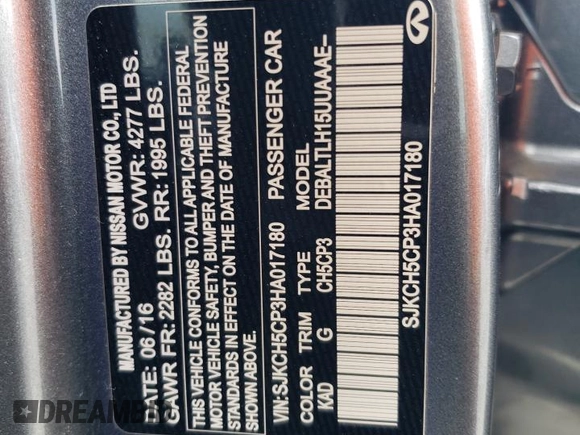 MANUFACTURED BY NISSAN MOTOR CO., LTD
DATE: 06/16 GVWR: 4277 LBS.
GAWR FR: 2282 LBS. RR: 1995 LBS.
THIS VEHICLE CONFORMS TO ALL APPLICABLE FEDERAL
MOTOR VEHICLE SAFETY, BUMPER AND THEFT PREVENTION
STANDARDS IN EFFECT ON THE DATE OF MANUFACTURE
SHOWN ABOVE.
VIN: SJKCH5CP3HA017180 PASSENGER CAR
COLOR TRIM TYPE MODEL
KAD G CH5CP3 DEBALTLH15UUAAAE--
SJKCH5CP3HA017180
DREAMER